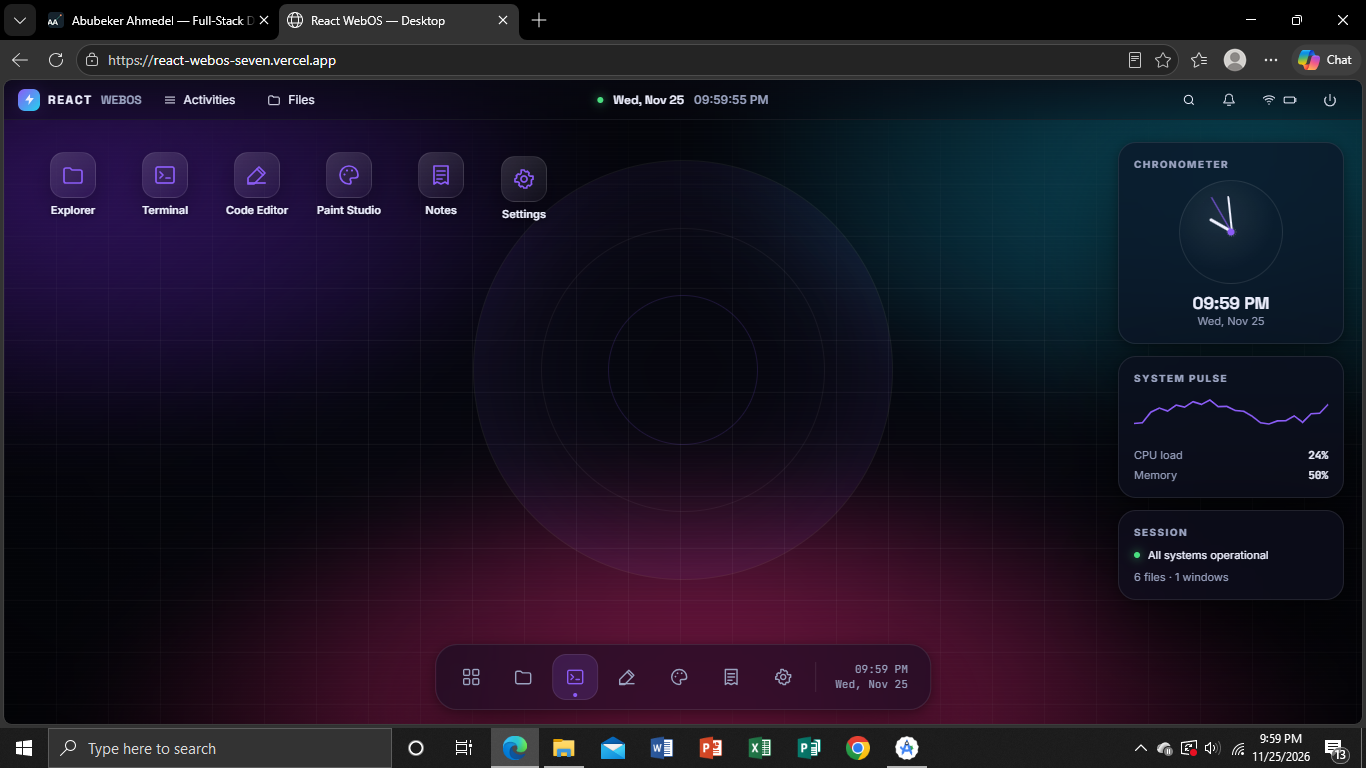 Abubeker Ahmedel — Full-Stack D
React WebOS — Desktop
https://react-webos-seven.vercel.app
Chat
REACT WEBOS
Activities
Files
Wed, Nov 25 09:59:55 PM
Explorer
Terminal
Code Editor
Paint Studio
Notes
Settings
CHRONOMETER
09:59 PM
Wed, Nov 25
SYSTEM PULSE
CPU load 24%
Memory 50%
SESSION
All systems operational
6 files · 1 windows
09:59 PM
Wed, Nov 25
Type here to search
9:59 PM
11/25/2026
13